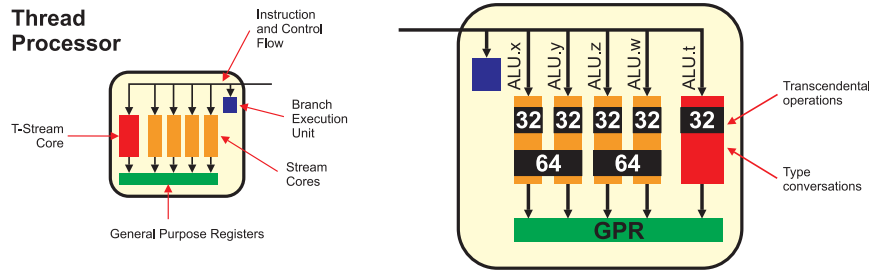 Thread
Processor
Instruction
and Control
Flow
Branch
Execution
Unit
T-Stream
Core
Stream
Cores
General Purpose Registers
ALU.x
ALU.y
ALU.z
ALU.w
ALU.t
32
32
32
32
32
64
64
GPR
Transcendental
operations
Type
conversations